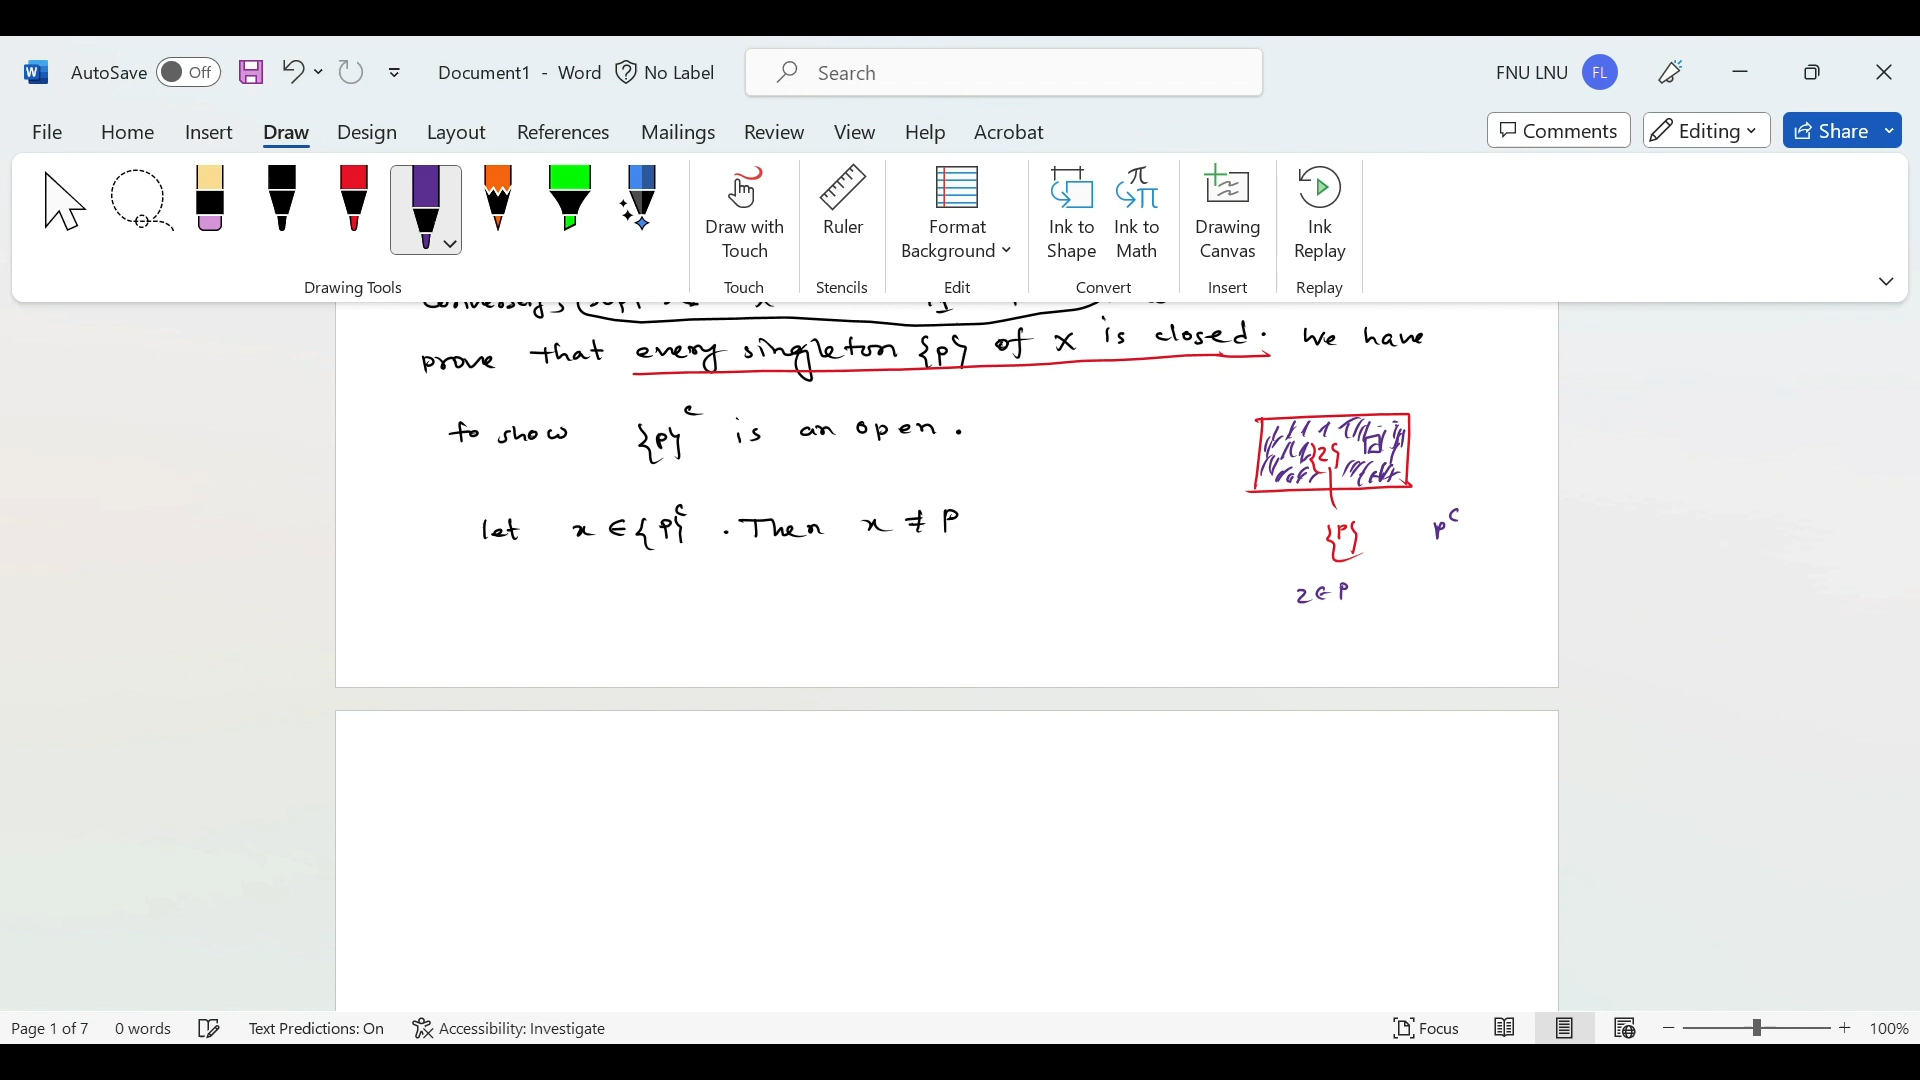 AutoSave Off Document1 - Word No Label Search FNU LNU FL
File Home Insert Draw Design Layout References Mailings Review View Help Acrobat Comments Editing Share
Draw with Touch Ruler Format Background Ink to Shape Ink to Math Drawing Canvas Ink Replay
Drawing Tools Touch Stencils Edit Convert Insert Replay
prove that every singleton {p} of X is closed. We have
to show {p}^c is an open.
let x ∈ {p}^c . Then x ≠ p
{2}
{P}
p^c
2 ∈ P
Page 1 of 7 0 words Text Predictions: On Accessibility: Investigate Focus 100%